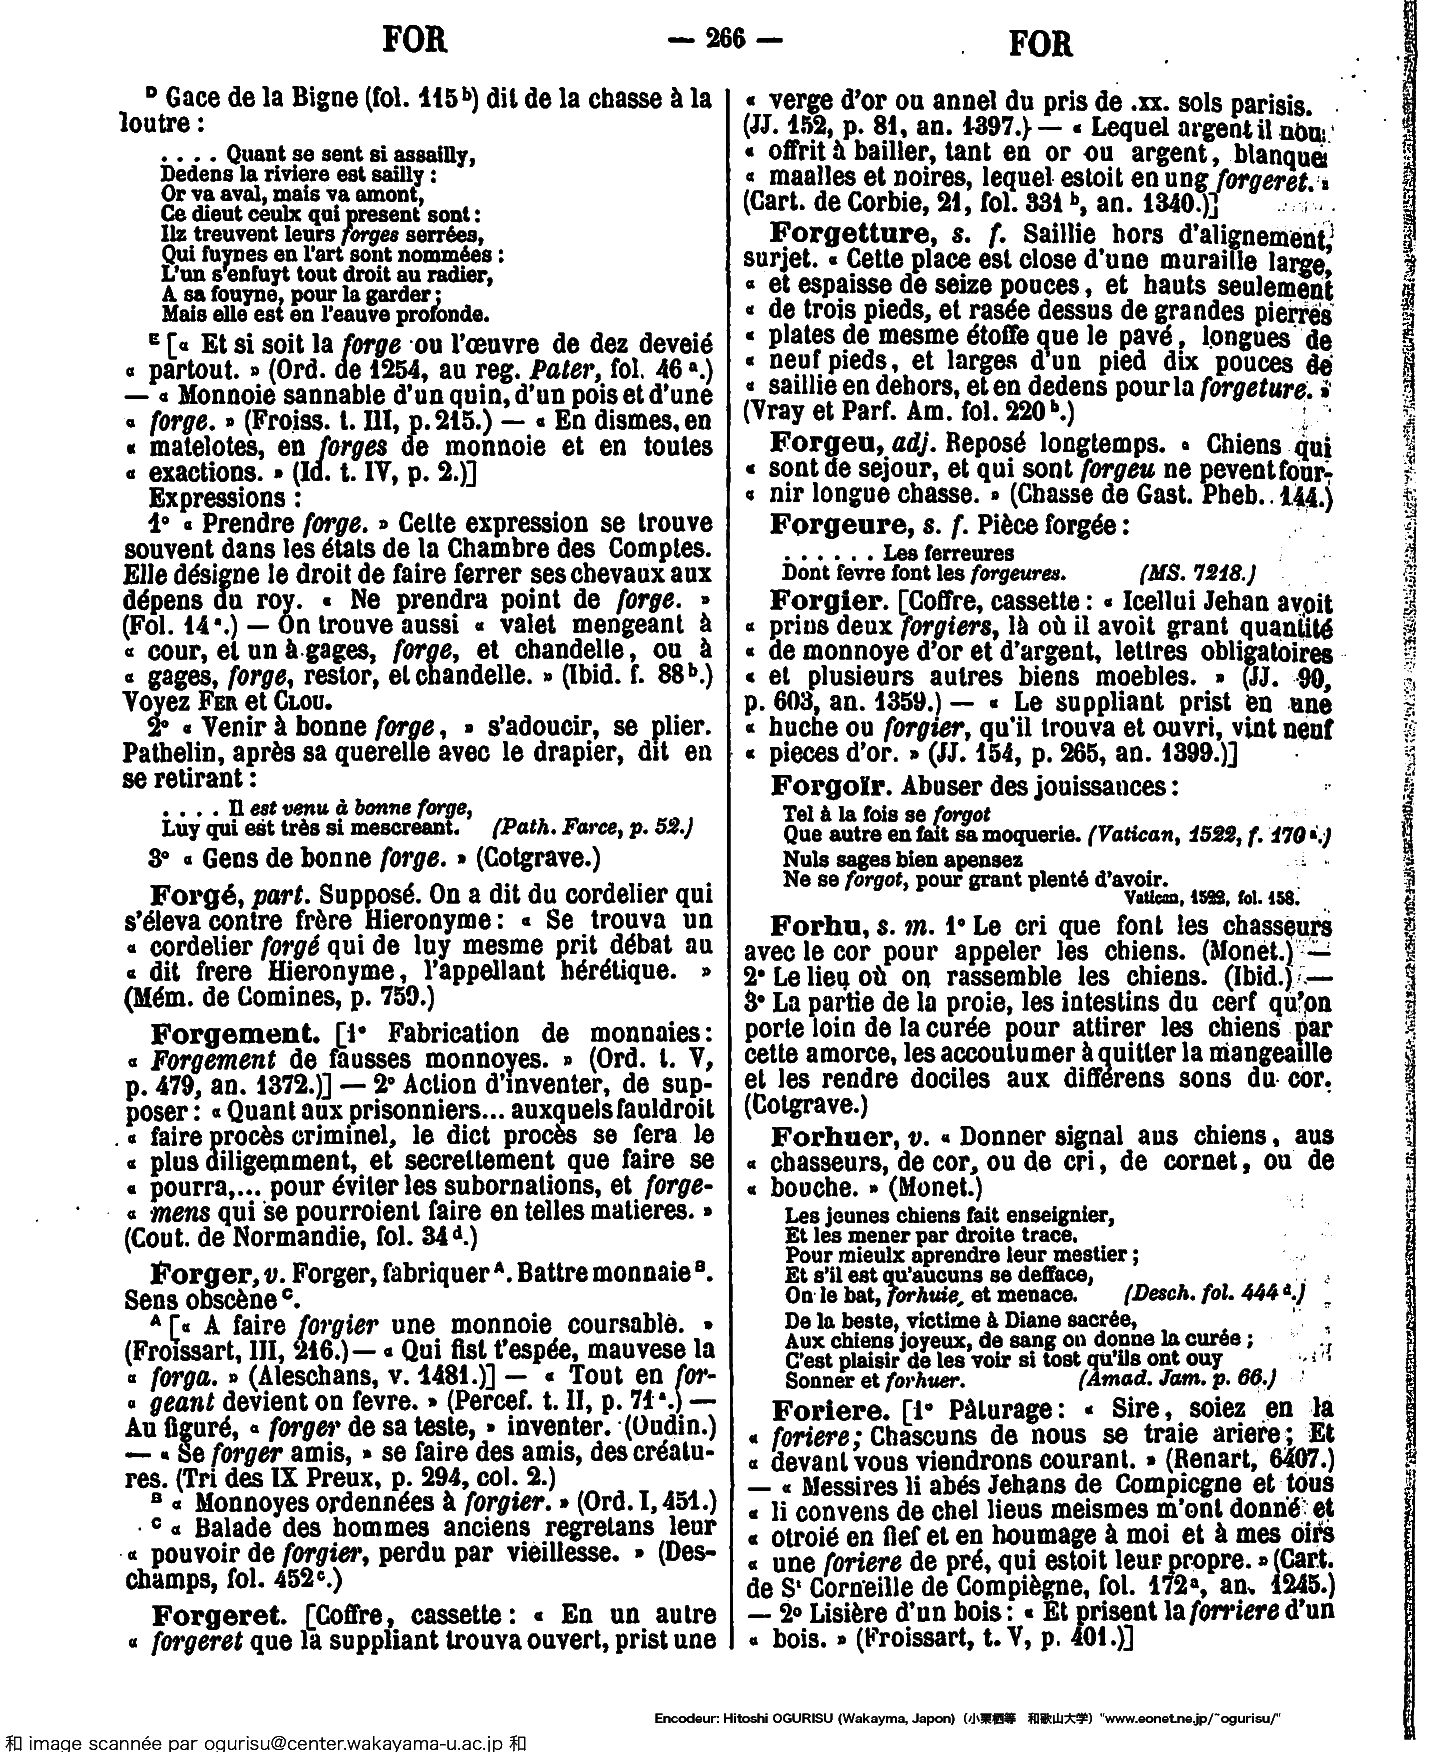 FOR — 266 — FOR
ᴰ Gace de la Bigne (fol. 115ᵇ) dit de la chasse à la
loutre :
. . . . Quant se sent si assailly,
Dedens la riviere est sailly :
Or va aval, mais va amont,
Ce dieut ceulx qui present sont :
Ilz treuvent leurs forges serrées,
Qui fuynes en l'art sont nommées :
L'un s'enfuyt tout droit au radier,
A sa fouyne, pour la garder ;
Mais elle est en l'eauve profonde.
ᴱ [« Et si soit la forge ou l'œuvre de dez deveié
« partout. » (Ord. de 1254, au reg. Pater, fol. 46ᵃ.)
— « Monnoie sannable d'un quin, d'un pois et d'une
« forge. » (Froiss. t. III, p. 215.) — « En dismes, en
« matelotes, en forges de monnoie et en toutes
« exactions. » (Id. t. IV, p. 2.)]
Expressions :
1° « Prendre forge. » Cette expression se trouve
souvent dans les états de la Chambre des Comptes.
Elle désigne le droit de faire ferrer ses chevaux aux
dépens du roy. « Ne prendra point de forge. »
(Fol. 14ᵃ.) — On trouve aussi « valet mengeant à
« cour, et un à gages, forge, et chandelle, ou à
« gages, forge, restor, et chandelle. » (Ibid. f. 88ᵇ.)
Voyez FER et CLOU.
2° « Venir à bonne forge, » s'adoucir, se plier.
Pathelin, après sa querelle avec le drapier, dit en
se retirant :
. . . . Il est venu à bonne forge,
Luy qui est très si mescreant. (Path. Farce, p. 52.)
3° « Gens de bonne forge. » (Cotgrave.)
Forgé, part. Supposé. On a dit du cordelier qui
s'éleva contre frère Hieronyme : « Se trouva un
« cordelier forgé qui de luy mesme prit débat au
« dit frere Hieronyme, l'appellant hérétique. »
(Mém. de Comines, p. 759.)
Forgement. [1° Fabrication de monnaies :
« Forgement de fausses monnoyes. » (Ord. t. V,
p. 479, an. 1372.)] — 2° Action d'inventer, de sup-
poser : « Quant aux prisonniers... auxquels fauldroit
« faire procès criminel, le dict procès se fera le
« plus diligemment, et secrettement que faire se
« pourra,... pour éviter les subornations, et forge-
« mens qui se pourroient faire en telles matieres. »
(Cout. de Normandie, fol. 34ᵈ.)
Forger, v. Forger, fabriquer ᴬ. Battre monnaie ᴮ.
Sens obscène ᶜ.
ᴬ [« A faire forgier une monnoie coursable. »
(Froissart, III, 216.) — « Qui fist t'espée, mauvese la
« forga. » (Aleschans, v. 1481.)] — « Tout en for-
« geant devient on fevre. » (Percef. t. II, p. 71ᵃ.) —
Au figuré, « forger de sa teste, » inventer. (Oudin.)
— « Se forger amis, » se faire des amis, des créatu-
res. (Tri des IX Preux, p. 294, col. 2.)
ᴮ « Monnoyes ordennées à forgier. » (Ord. I, 451.)
ᶜ « Balade des hommes anciens regretans leur
« pouvoir de forgier, perdu par vieillesse. » (Des-
champs, fol. 452ᶜ.)
Forgeret. [Coffre, cassette : « En un autre
« forgeret que la suppliant trouva ouvert, prist une
« verge d'or ou annel du pris de .xx. sols parisis.
(JJ. 152, p. 81, an. 1397.) — « Lequel argent il nou
« offrit à bailler, tant en or ou argent, blanques
« maalles et noires, lequel estoit en ung forgeret. »
(Cart. de Corbie, 21, fol. 331ᵇ, an. 1340.)]
Forgetture, s. f. Saillie hors d'alignement,
surjet. « Cette place est close d'une muraille large,
« et espaisse de seize pouces, et hauts seulement
« de trois pieds, et rasée dessus de grandes pierres
« plates de mesme étoffe que le pavé, longues de
« neuf pieds, et larges d'un pied dix pouces de
« saillie en dehors, et en dedens pour la forgeture. »
(Vray et Parf. Am. fol. 220ᵇ.)
Forgeu, adj. Reposé longtemps. « Chiens qui
« sont de sejour, et qui sont forgeu ne pevent four-
« nir longue chasse. » (Chasse de Gast. Pheb. 144.)
Forgeure, s. f. Pièce forgée :
. . . . . . Les ferreures
Dont fevre font les forgeures. (MS. 7218.)
Forgier. [Coffre, cassette : « Icellui Jehan avoit
« prins deux forgiers, là où il avoit grant quantité
« de monnoye d'or et d'argent, lettres obligatoires
« et plusieurs autres biens moebles. » (JJ. 90,
p. 603, an. 1359.) — « Le suppliant prist en une
« huche ou forgier, qu'il trouva et ouvri, vint neuf
« pieces d'or. » (JJ. 154, p. 265, an. 1399.)]
Forgoïr. Abuser des jouissances :
Tel à la fois se forgot
Que autre en fait sa moquerie. (Vatican, 1522, f. 170ᵃ.)
Nuls sages bien apensez
Ne se forgot, pour grant plenté d'avoir.
Vatican, 1522, fol. 158.
Forhu, s. m. 1° Le cri que font les chasseurs
avec le cor pour appeler les chiens. (Monet.) —
2° Le lieu où on rassemble les chiens. (Ibid.) —
3° La partie de la proie, les intestins du cerf qu'on
porte loin de la curée pour attirer les chiens par
cette amorce, les accoutumer à quitter la mangeaille
et les rendre dociles aux différens sons du cor.
(Cotgrave.)
Forhuer, v. « Donner signal aus chiens, aus
« chasseurs, de cor, ou de cri, de cornet, ou de
« bouche. » (Monet.)
Les jeunes chiens fait enseignier,
Et les mener par droite trace.
Pour mieulx aprendre leur mestier ;
Et s'il est qu'aucuns se defface,
On le bat, forhuie, et menace. (Desch. fol. 444ᵈ.)
De la beste, victime à Diane sacrée,
Aux chiens joyeux, de sang on donne la curée ;
C'est plaisir de les voir si tost qu'ils ont ouy
Sonner et forhuer. (Amad. Jam. p. 66.)
Foriere. [1° Pâturage : « Sire, soiez en la
« foriere ; Chascuns de nous se traie ariere ; Et
« devant vous viendrons courant. » (Renart, 6407.)
— « Messires li abés Jehans de Compicgne et tous
« li convens de chel lieus meismes m'ont donné et
« otroié en fief et en houmage à moi et à mes oirs
« une foriere de pré, qui estoit leur propre. » (Cart.
de Sᵗ Corneille de Compiègne, fol. 172ᵃ, an. 1245.)
— 2° Lisière d'un bois : « Et prisent la forriere d'un
« bois. » (Froissart, t. V, p. 401.)]
Encodeur: Hitoshi OGURISU (Wakayma, Japon) (小栗栖等 和歌山大学) "www.eonet.ne.jp/~ogurisu/"
和 image scannée par ogurisu@center.wakayama-u.ac.jp 和